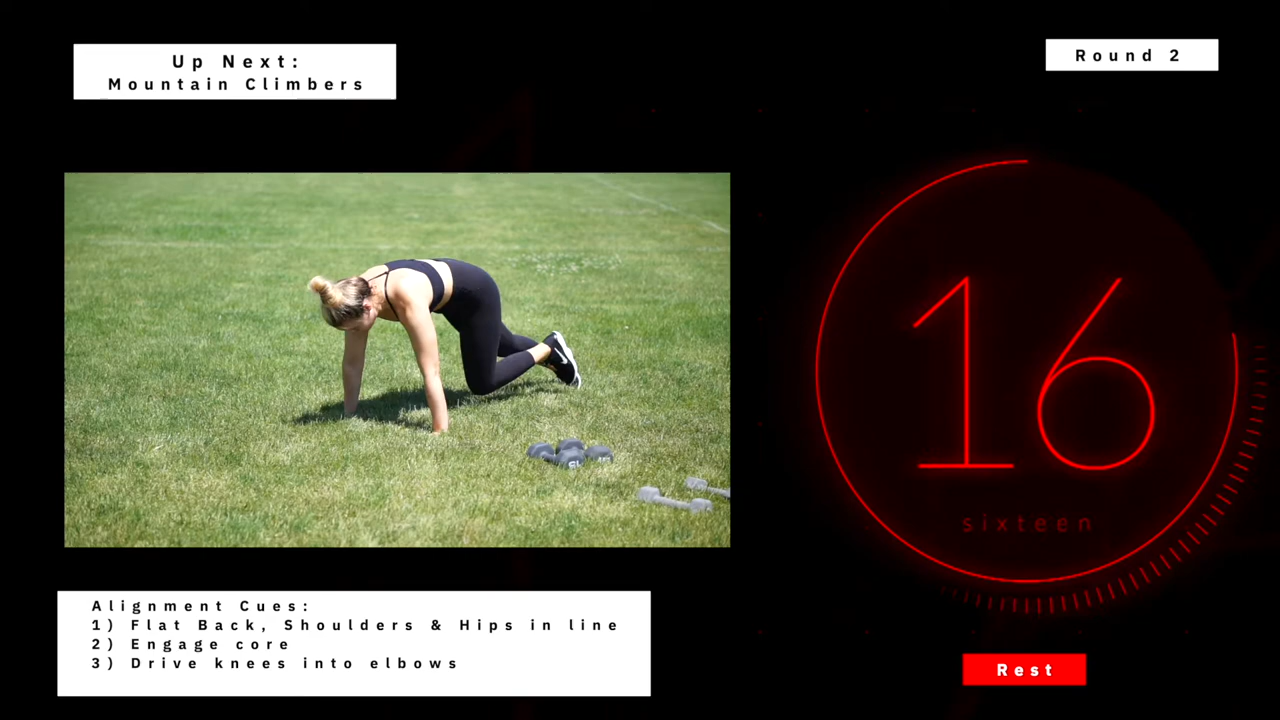 Up Next:
Mountain Climbers
Round 2
16
sixteen
Alignment Cues:
1) Flat Back, Shoulders & Hips in line
2) Engage core
3) Drive knees into elbows
Rest